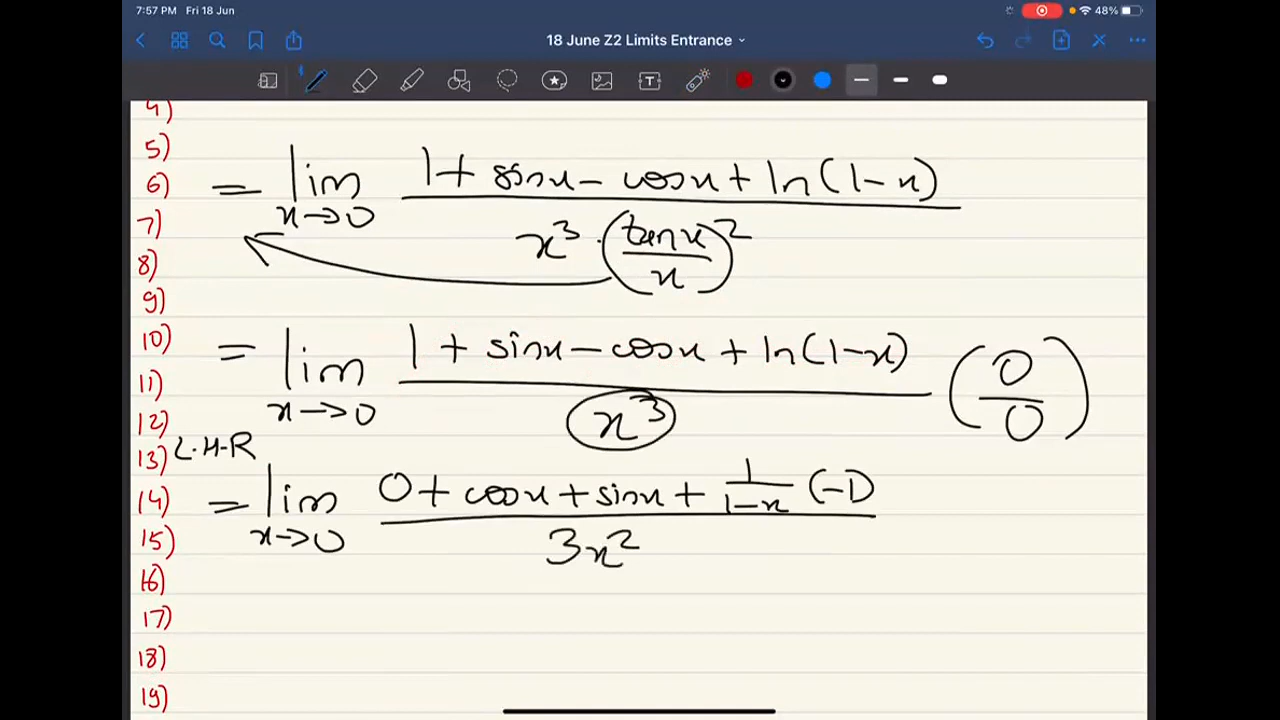 7:57 PM Fri 18 Jun 48%
18 June Z2 Limits Entrance
4)
5)
6) = lim x→0 (1 + sinx − cosx + ln(1−x)) / (x³ · (tanx/x)²)
7)
8)
9)
10) = lim x→0 (1 + sinx − cosx + ln(1−x)) / x³ (0/0)
11)
12)
13) L.H.R
14) = lim x→0 (0 + cosx + sinx + 1/(1−x) (−1)) / 3x²
15)
16)
17)
18)
19)